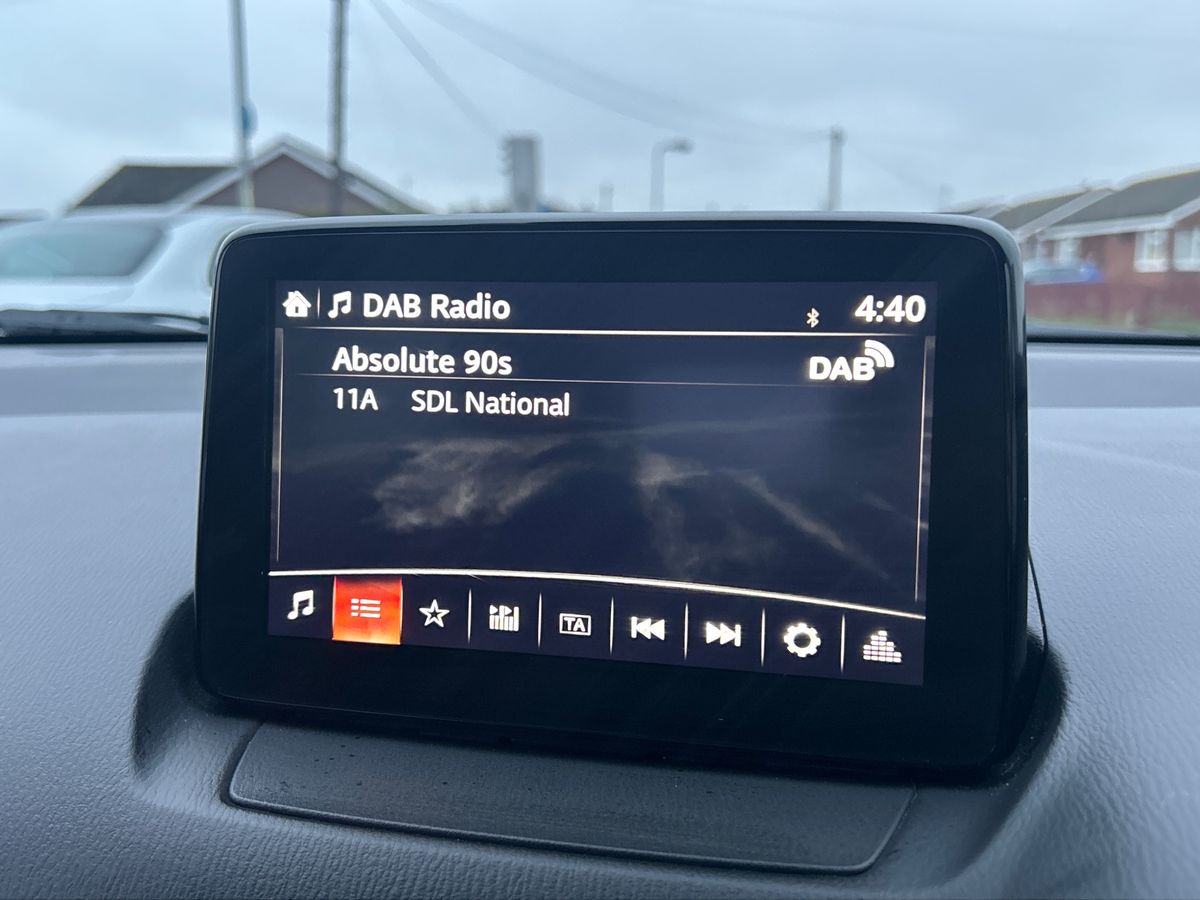 DAB Radio 4:40
Absolute 90s DAB
11A SDL National
TA